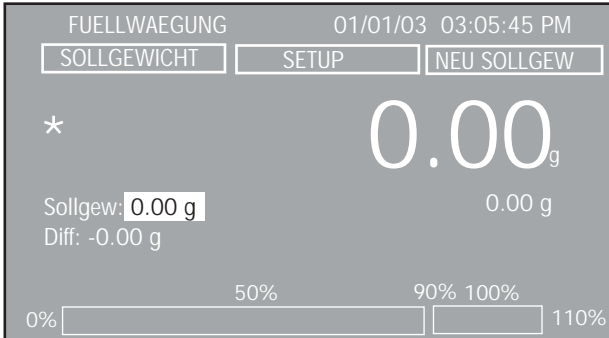 FUELLWAEGUNG 01/01/03 03:05:45 PM
SOLLGEWICHT SETUP NEU SOLLGEW
* 0.00 g
Sollgew: 0.00 g 0.00 g
Diff: -0.00 g
50% 90% 100%
0% 110%